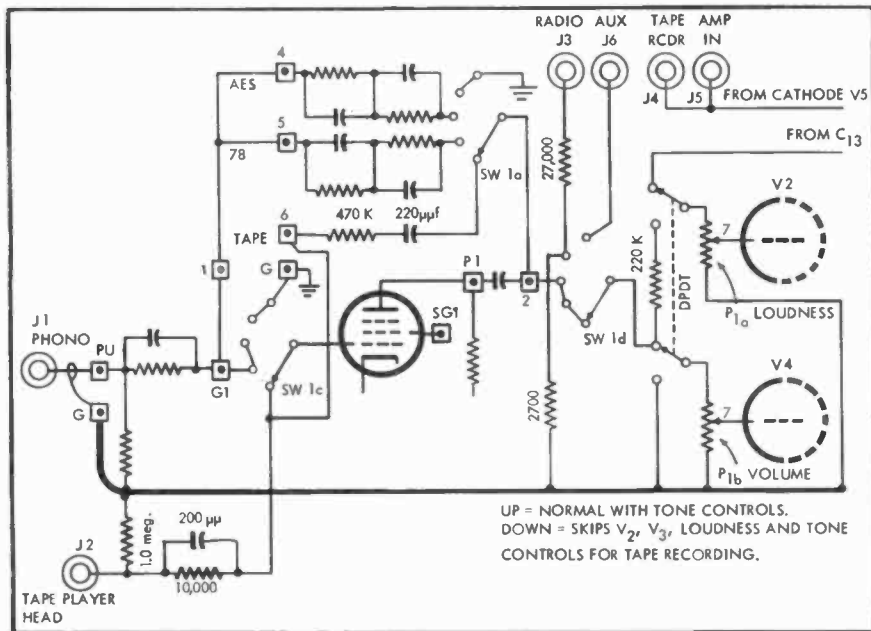 RADIO J3
AUX J6
TAPE RCDR J4
AMP IN J5
FROM CATHODE V5
FROM C13
4
AES
5
78
SW 1a
27,000
470 K
220µµf
6
TAPE
G
1
P1
SG1
2
220 K
DPDT
V2
7
P1a LOUDNESS
J1
PHONO
PU
G1
G
SW 1c
SW 1d
2700
V4
7
P1b VOLUME
UP = NORMAL WITH TONE CONTROLS.
DOWN = SKIPS V2, V3, LOUDNESS AND TONE
CONTROLS FOR TAPE RECORDING.
200 µµ
1.0 meg.
J2
10,000
TAPE PLAYER
HEAD